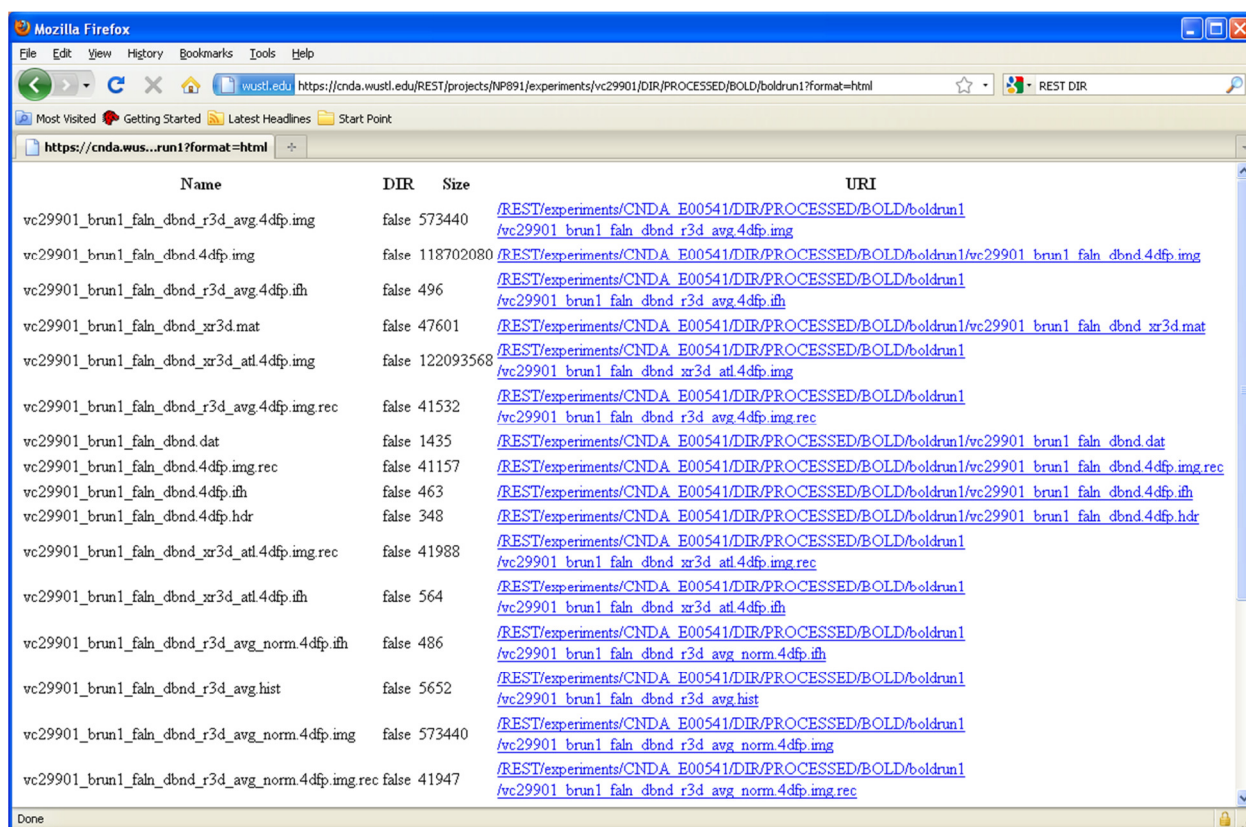 Mozilla Firefox
File Edit View History Bookmarks Tools Help
wustl.edu https://cnda.wustl.edu/REST/projects/NP891/experiments/vc29901/DIR/PROCESSED/BOLD/boldrun1?format=html REST DIR
Most Visited Getting Started Latest Headlines Start Point
https://cnda.wus...run1?format=html
Name DIR Size URI
vc29901_brun1_faln_dbnd_r3d_avg.4dfp.img false 573440 /REST/experiments/CNDA_E00541/DIR/PROCESSED/BOLD/boldrun1
/vc29901_brun1_faln_dbnd_r3d_avg.4dfp.img
vc29901_brun1_faln_dbnd.4dfp.img false 118702080 /REST/experiments/CNDA_E00541/DIR/PROCESSED/BOLD/boldrun1/vc29901_brun1_faln_dbnd.4dfp.img
vc29901_brun1_faln_dbnd_r3d_avg.4dfp.ifh false 496 /REST/experiments/CNDA_E00541/DIR/PROCESSED/BOLD/boldrun1
/vc29901_brun1_faln_dbnd_r3d_avg.4dfp.ifh
vc29901_brun1_faln_dbnd_xr3d.mat false 47601 /REST/experiments/CNDA_E00541/DIR/PROCESSED/BOLD/boldrun1/vc29901_brun1_faln_dbnd_xr3d.mat
vc29901_brun1_faln_dbnd_xr3d_atl.4dfp.img false 122093568 /REST/experiments/CNDA_E00541/DIR/PROCESSED/BOLD/boldrun1
/vc29901_brun1_faln_dbnd_xr3d_atl.4dfp.img
vc29901_brun1_faln_dbnd_r3d_avg.4dfp.img.rec false 41532 /REST/experiments/CNDA_E00541/DIR/PROCESSED/BOLD/boldrun1
/vc29901_brun1_faln_dbnd_r3d_avg.4dfp.img.rec
vc29901_brun1_faln_dbnd.dat false 1435 /REST/experiments/CNDA_E00541/DIR/PROCESSED/BOLD/boldrun1/vc29901_brun1_faln_dbnd.dat
vc29901_brun1_faln_dbnd.4dfp.img.rec false 41157 /REST/experiments/CNDA_E00541/DIR/PROCESSED/BOLD/boldrun1/vc29901_brun1_faln_dbnd.4dfp.img.rec
vc29901_brun1_faln_dbnd.4dfp.ifh false 463 /REST/experiments/CNDA_E00541/DIR/PROCESSED/BOLD/boldrun1/vc29901_brun1_faln_dbnd.4dfp.ifh
vc29901_brun1_faln_dbnd.4dfp.hdr false 348 /REST/experiments/CNDA_E00541/DIR/PROCESSED/BOLD/boldrun1/vc29901_brun1_faln_dbnd.4dfp.hdr
vc29901_brun1_faln_dbnd_xr3d_atl.4dfp.img.rec false 41988 /REST/experiments/CNDA_E00541/DIR/PROCESSED/BOLD/boldrun1
/vc29901_brun1_faln_dbnd_xr3d_atl.4dfp.img.rec
vc29901_brun1_faln_dbnd_xr3d_atl.4dfp.ifh false 564 /REST/experiments/CNDA_E00541/DIR/PROCESSED/BOLD/boldrun1
/vc29901_brun1_faln_dbnd_xr3d_atl.4dfp.ifh
vc29901_brun1_faln_dbnd_r3d_avg_norm.4dfp.ifh false 486 /REST/experiments/CNDA_E00541/DIR/PROCESSED/BOLD/boldrun1
/vc29901_brun1_faln_dbnd_r3d_avg_norm.4dfp.ifh
vc29901_brun1_faln_dbnd_r3d_avg.hist false 5652 /REST/experiments/CNDA_E00541/DIR/PROCESSED/BOLD/boldrun1
/vc29901_brun1_faln_dbnd_r3d_avg.hist
vc29901_brun1_faln_dbnd_r3d_avg_norm.4dfp.img false 573440 /REST/experiments/CNDA_E00541/DIR/PROCESSED/BOLD/boldrun1
/vc29901_brun1_faln_dbnd_r3d_avg_norm.4dfp.img
vc29901_brun1_faln_dbnd_r3d_avg_norm.4dfp.img.rec false 41947 /REST/experiments/CNDA_E00541/DIR/PROCESSED/BOLD/boldrun1
/vc29901_brun1_faln_dbnd_r3d_avg_norm.4dfp.img.rec
Done